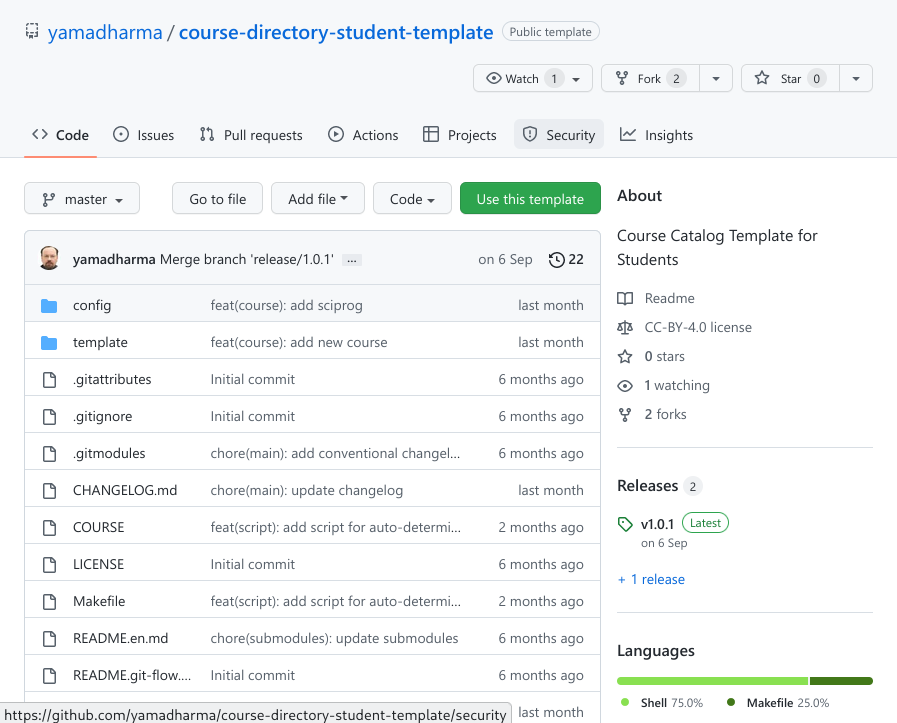 yamadharma / course-directory-student-template Public template
Watch 1 Fork 2 Star 0
Code Issues Pull requests Actions Projects Security Insights
master Go to file Add file Code Use this template
yamadharma Merge branch 'release/1.0.1' ... on 6 Sep 22
config feat(course): add sciprog last month
template feat(course): add new course last month
.gitattributes Initial commit 6 months ago
.gitignore Initial commit 6 months ago
.gitmodules chore(main): add conventional changel... 6 months ago
CHANGELOG.md chore(main): update changelog last month
COURSE feat(script): add script for auto-determi... 2 months ago
LICENSE Initial commit 6 months ago
Makefile feat(script): add script for auto-determi... 2 months ago
README.en.md chore(submodules): update submodules 6 months ago
README.git-flow.... Initial commit 6 months ago
last month
https://github.com/yamadharma/course-directory-student-template/security
About
Course Catalog Template for
Students
Readme
CC-BY-4.0 license
0 stars
1 watching
2 forks
Releases 2
v1.0.1 Latest
on 6 Sep
+ 1 release
Languages
Shell 75.0% Makefile 25.0%